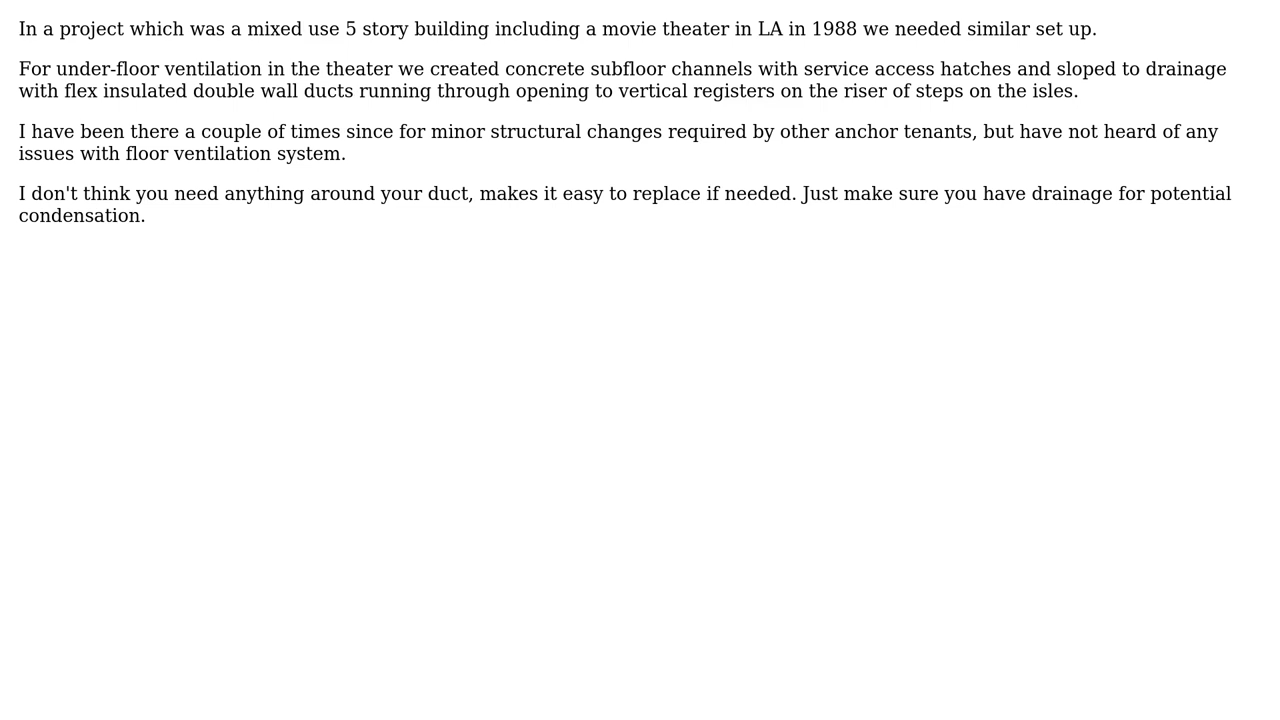 In a project which was a mixed use 5 story building including a movie theater in LA in 1988 we needed similar set up.
For under-floor ventilation in the theater we created concrete subfloor channels with service access hatches and sloped to drainage
with flex insulated double wall ducts running through opening to vertical registers on the riser of steps on the isles.
I have been there a couple of times since for minor structural changes required by other anchor tenants, but have not heard of any
issues with floor ventilation system.
I don't think you need anything around your duct, makes it easy to replace if needed. Just make sure you have drainage for potential
condensation.